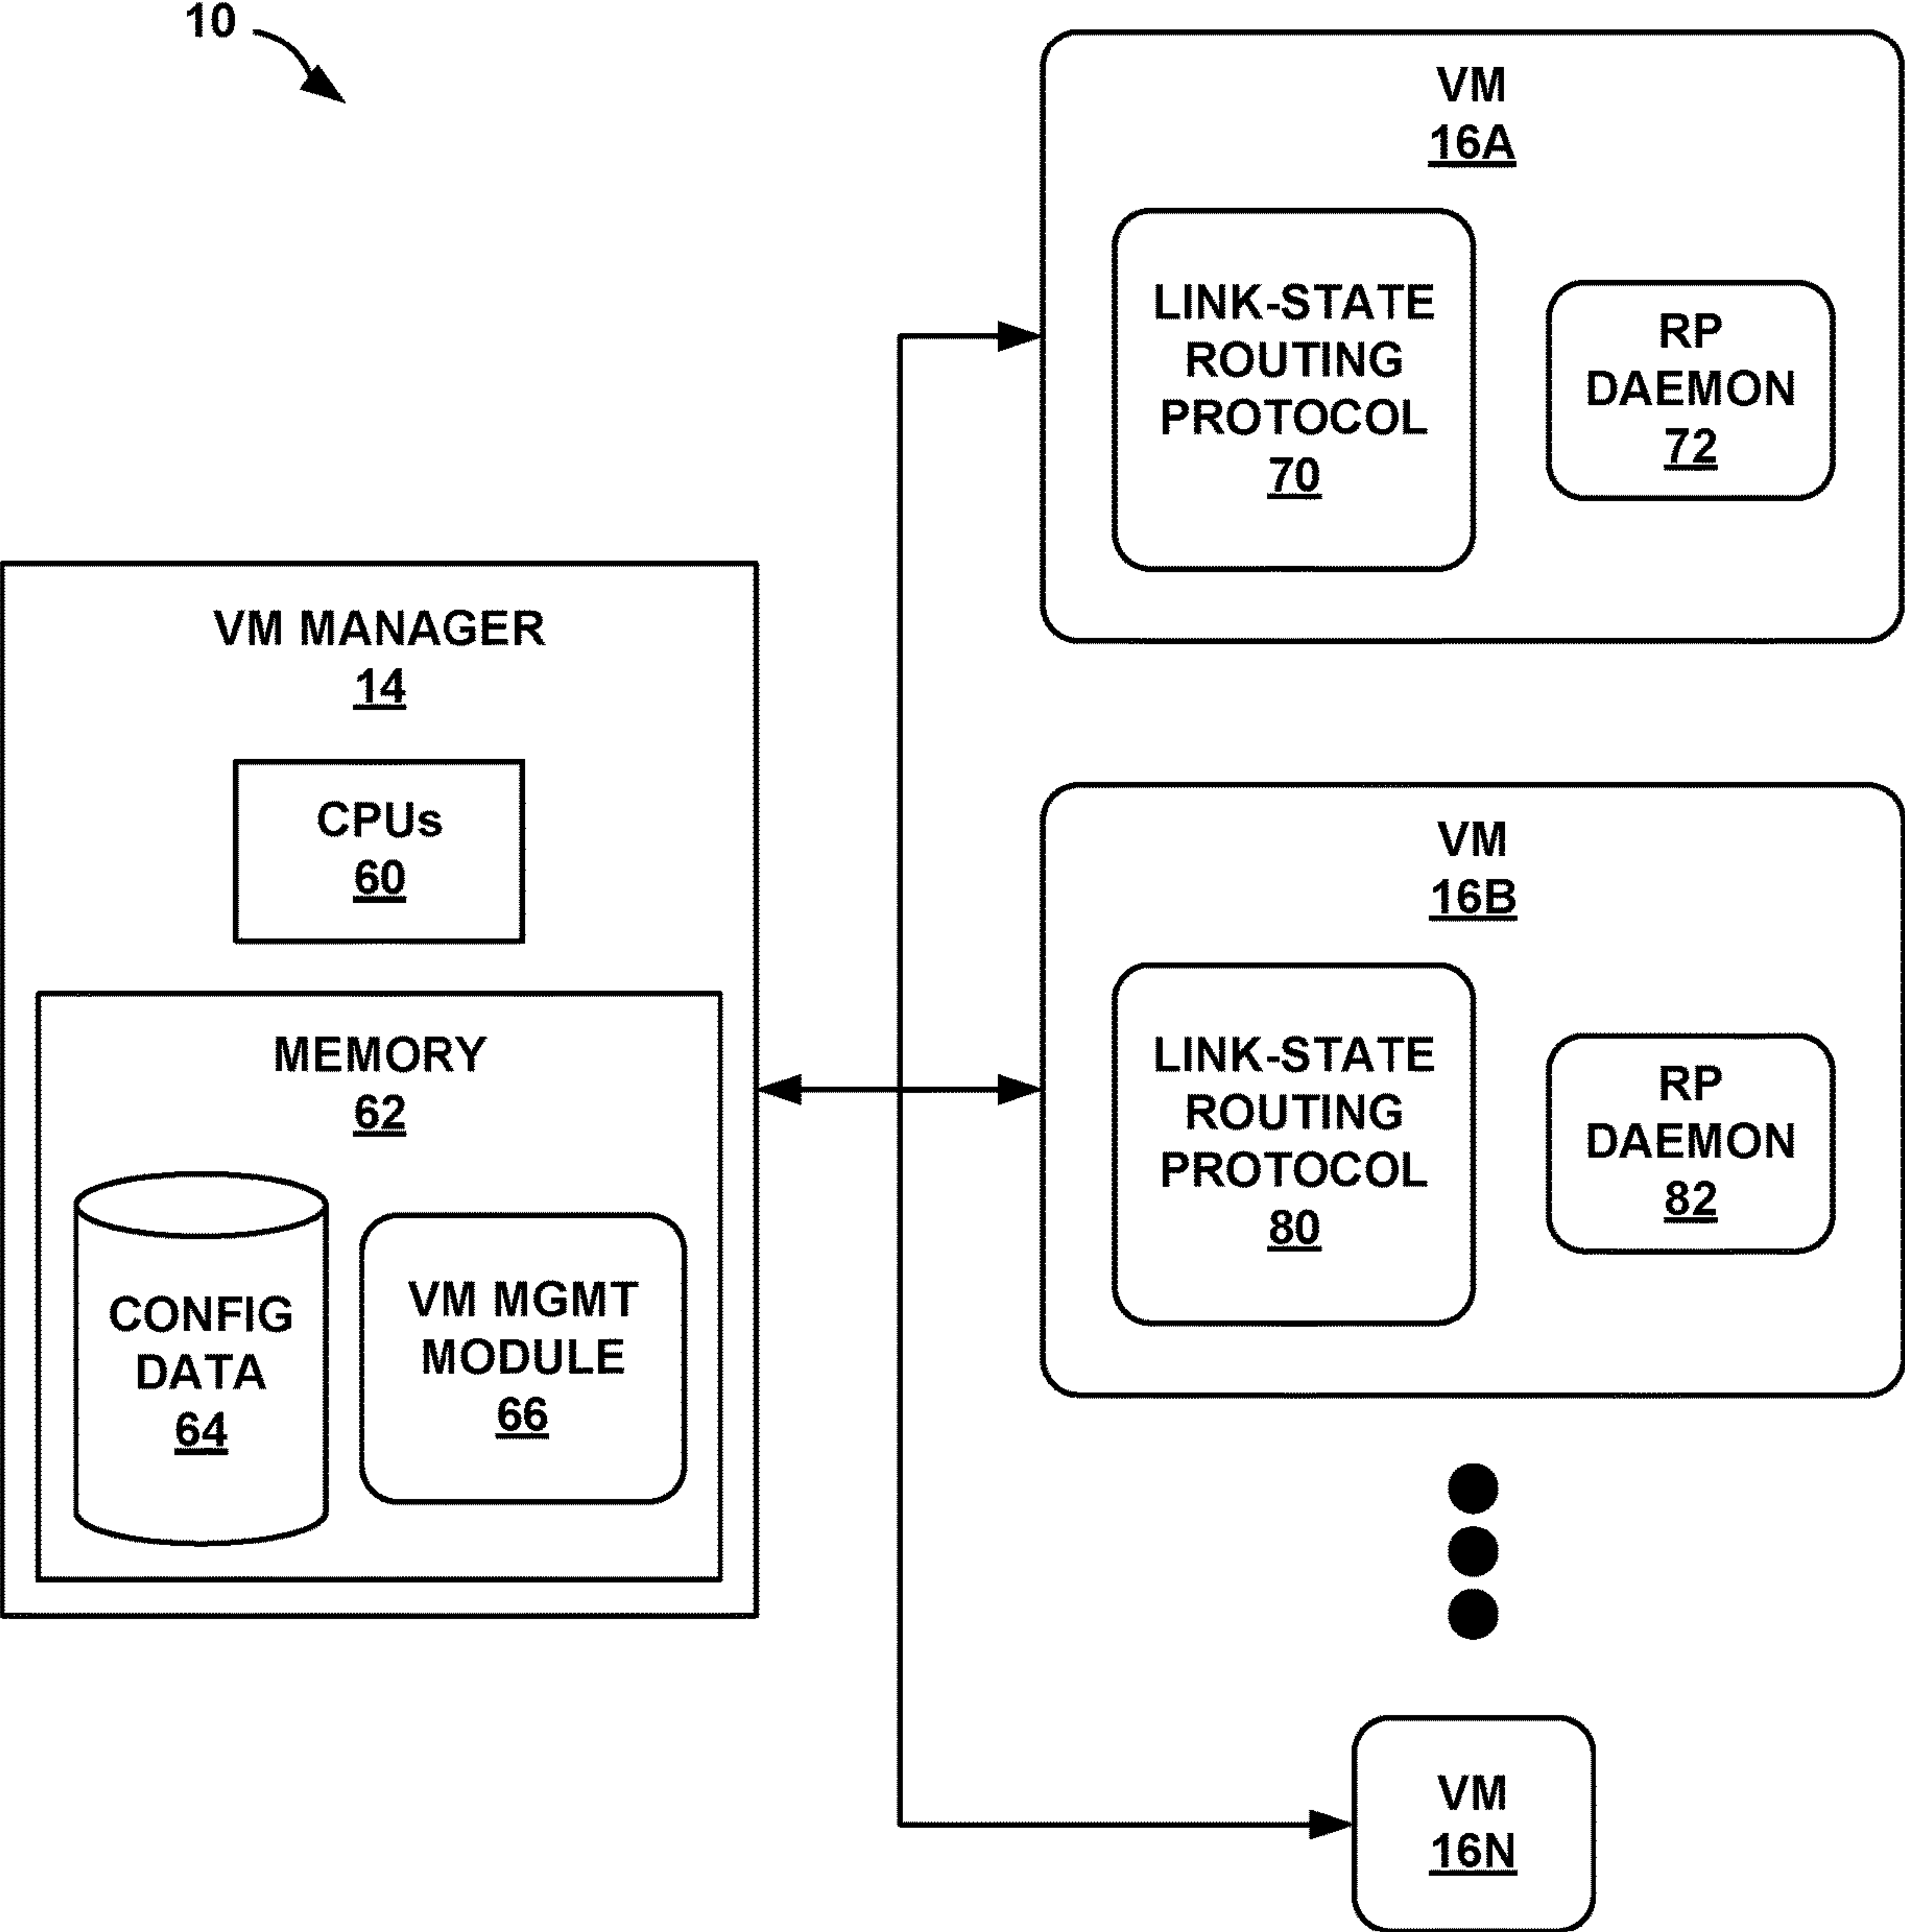 10
VM
16A
LINK-STATE
ROUTING
PROTOCOL
70
RP
DAEMON
72
VM MANAGER
14
CPUs
60
MEMORY
62
CONFIG
DATA
64
VM MGMT
MODULE
66
VM
16B
LINK-STATE
ROUTING
PROTOCOL
80
RP
DAEMON
82
VM
16N